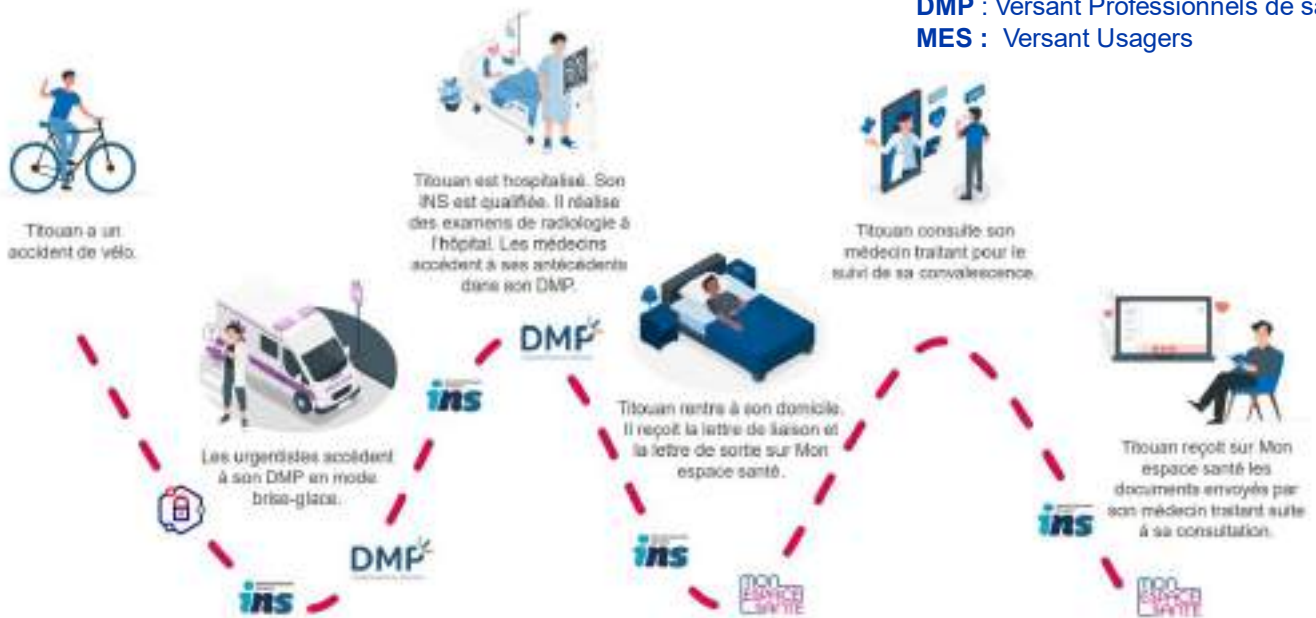 DMP : Versant Professionnels de sa
MES : Versant Usagers
Titouan a un
accident de vélo.
Les urgentistes accèdent
à son DMP en mode
brise-glace.
Titouan est hospitalisé. Son
INS est qualifiée. Il réalise
des examens de radiologie à
l'hôpital. Les médecins
accèdent à ses antécédents
dans son DMP.
Titouan rentre à son domicile.
Il reçoit la lettre de liaison et
la lettre de sortie sur Mon
espace santé.
Titouan consulte son
médecin traitant pour le
suivi de sa convalescence.
Titouan reçoit sur Mon
espace santé les
documents envoyés par
son médecin traitant suite
à sa consultation.
ins
DMP
ins
DMP
ins
MON
ESPACE
SANTÉ
ins
MON
ESPACE
SANTÉ